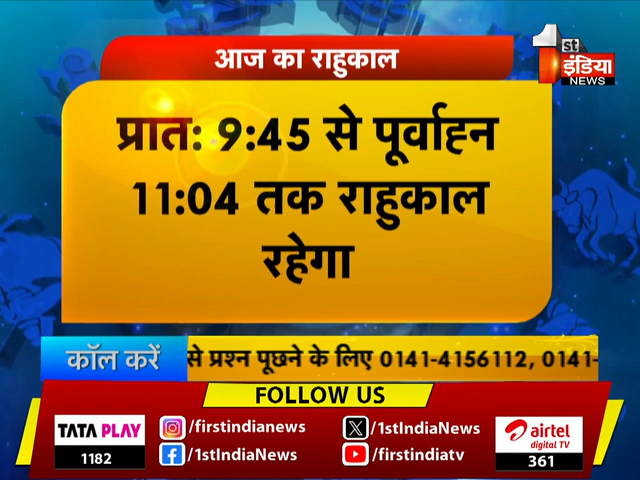 आज का राहुकाल
1st
इंडिया
NEWS
प्रात: 9:45 से पूर्वाह्न
11:04 तक राहुकाल
रहेगा
कॉल करें
से प्रश्न पूछने के लिए 0141-4156112, 0141-
FOLLOW US
TATA PLAY
1182
/firstindianews
/1stIndiaNews
/1stIndiaNews
/firstindiatv
airtel
digital TV
361